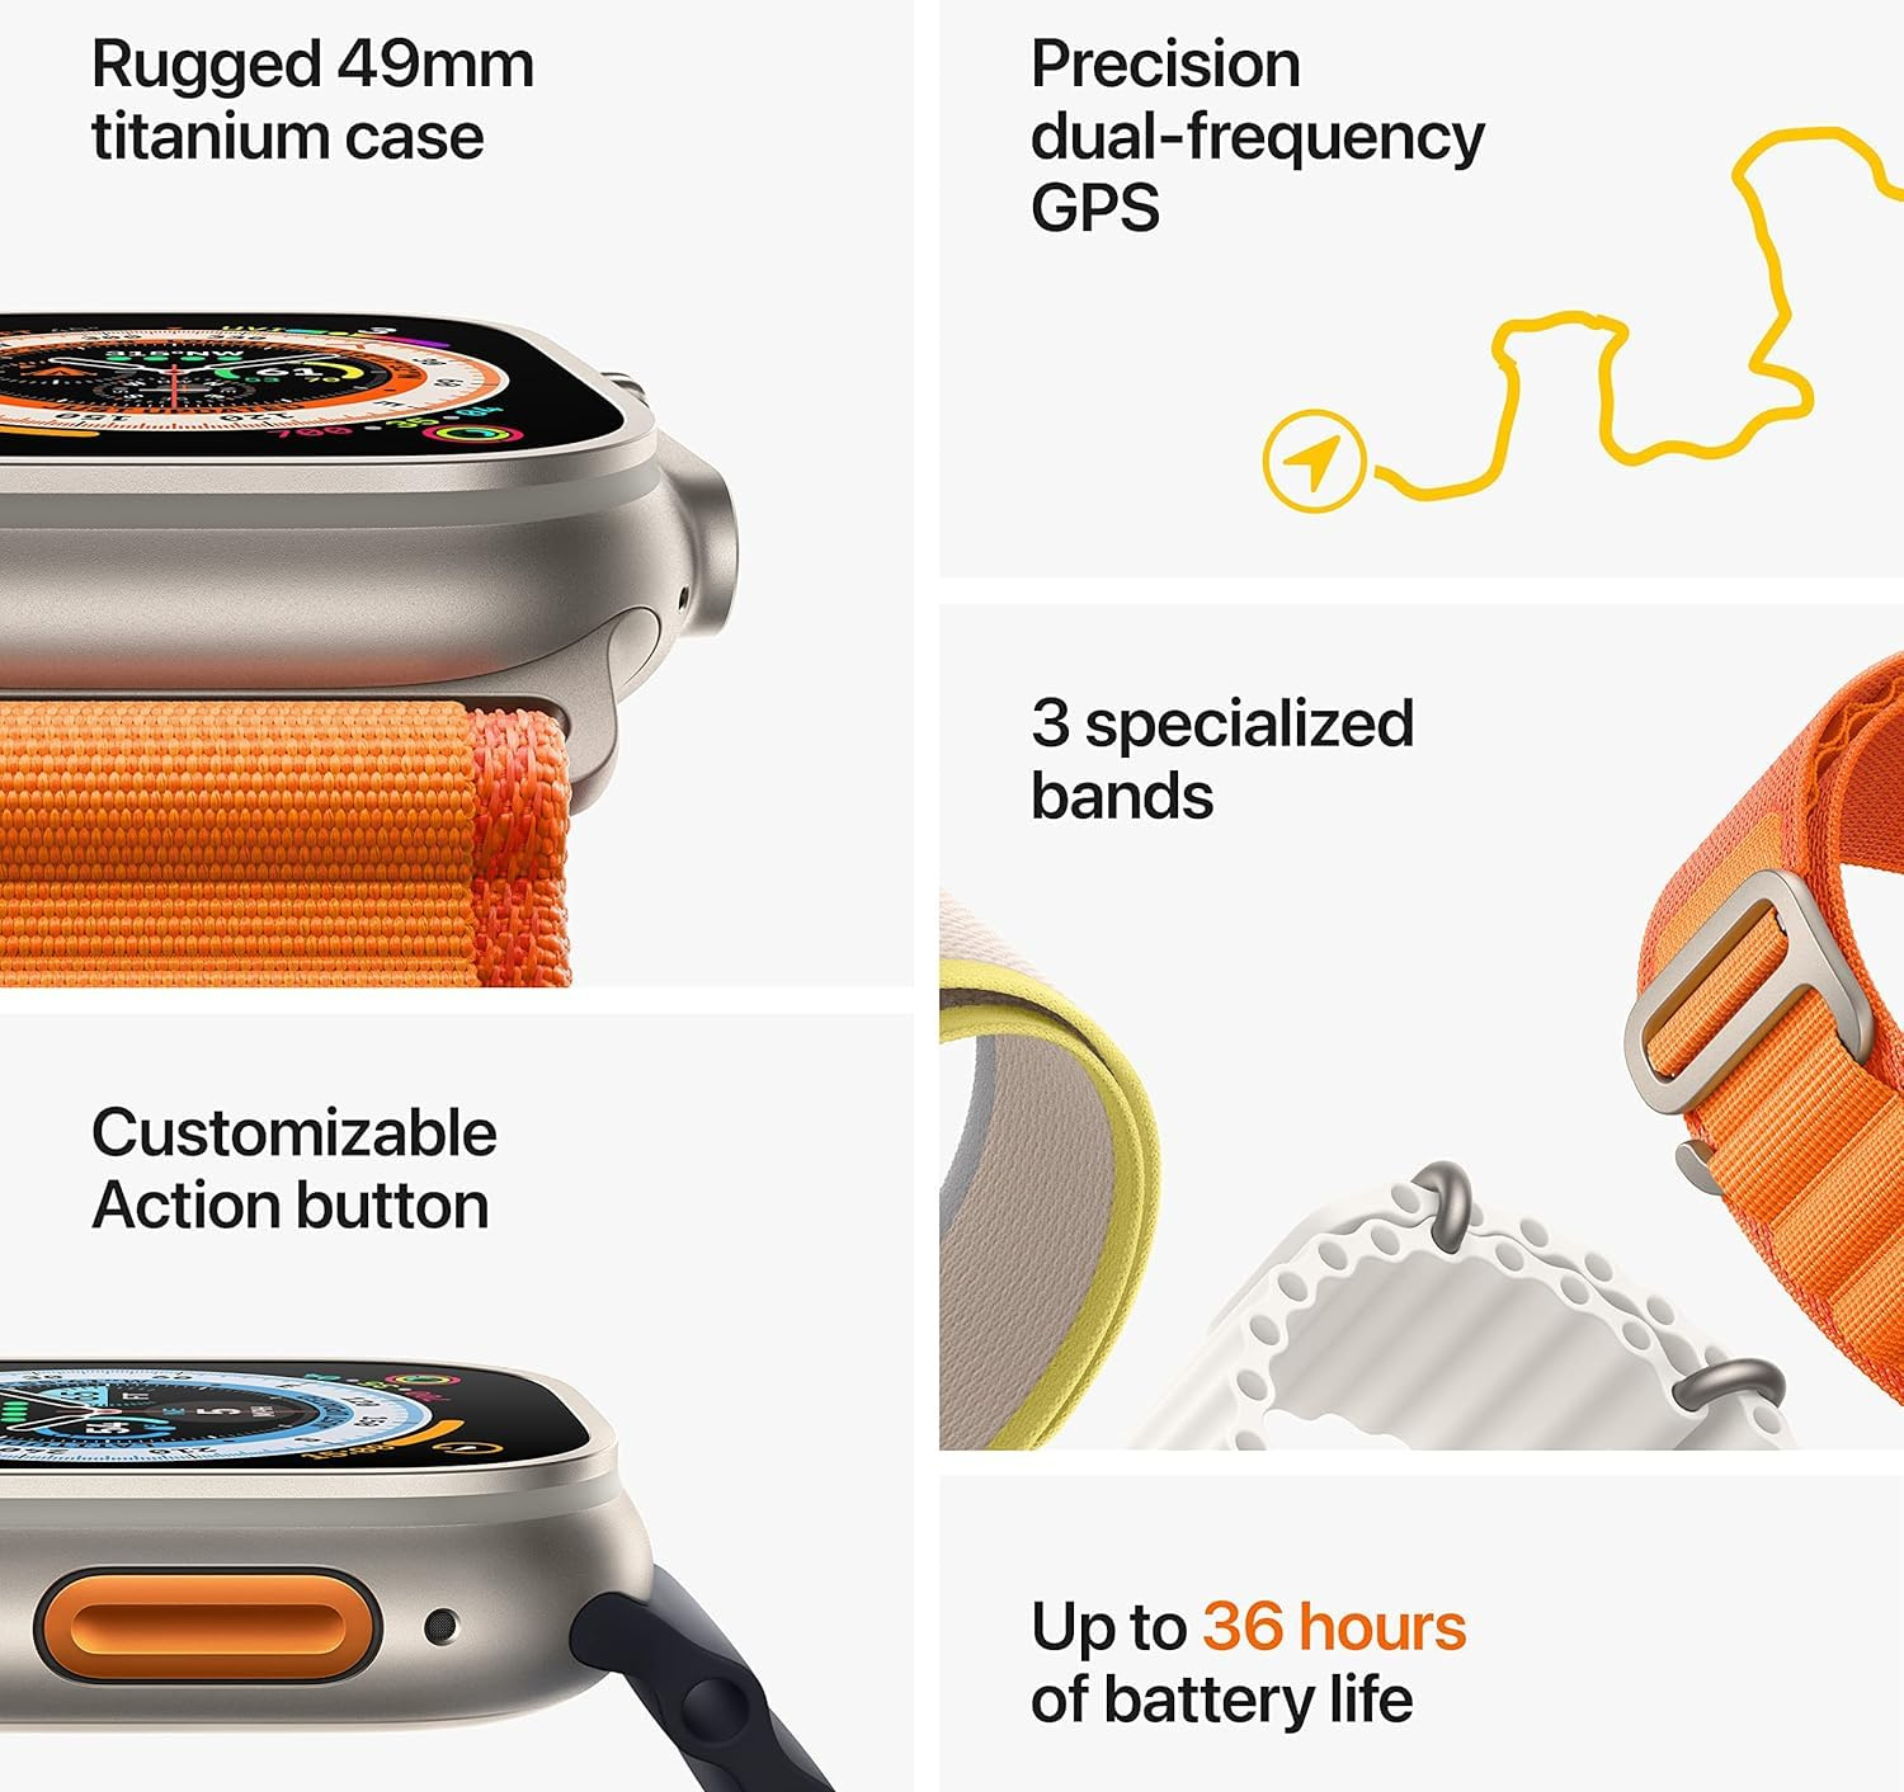 Rugged 49mm
titanium case
Precision
dual-frequency
GPS
3 specialized
bands
Customizable
Action button
Up to 36 hours
of battery life